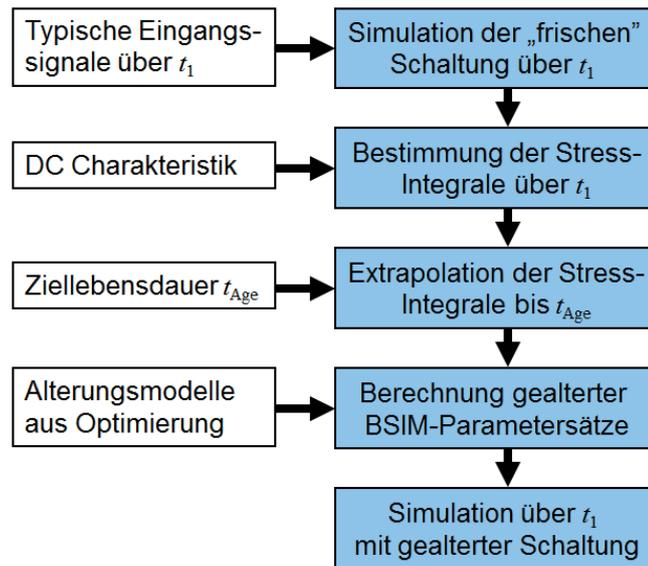 Typische Eingangs-
signale über t1
Simulation der „frischen”
Schaltung über t1
DC Charakteristik
Bestimmung der Stress-
Integrale über t1
Ziellebensdauer tAge
Extrapolation der Stress-
Integrale bis tAge
Alterungsmodelle
aus Optimierung
Berechnung gealterter
BSIM-Parametersätze
Simulation über t1
mit gealterter Schaltung